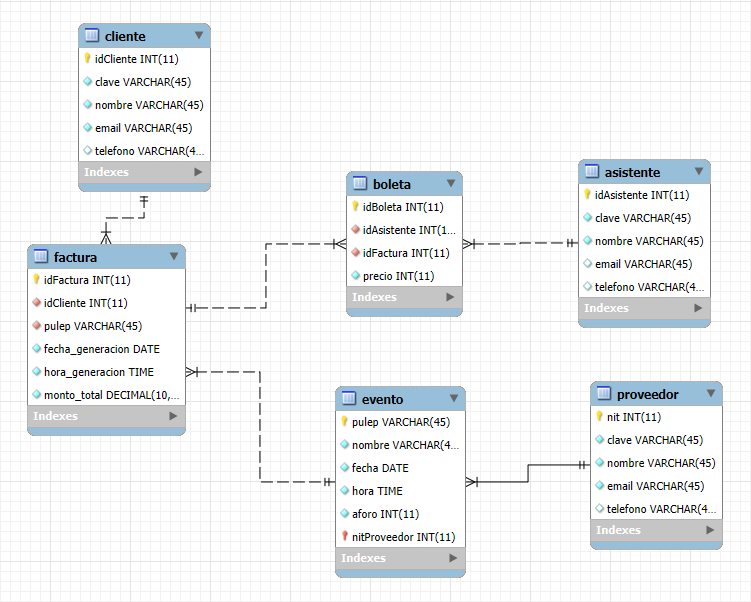 cliente
idCliente INT(11)
clave VARCHAR(45)
nombre VARCHAR(45)
email VARCHAR(45)
telefono VARCHAR(4...
Indexes
factura
idFactura INT(11)
idCliente INT(11)
pulep VARCHAR(45)
fecha_generacion DATE
hora_generacion TIME
monto_total DECIMAL(10,...
Indexes
boleta
idBoleta INT(11)
idAsistente INT(1...
idFactura INT(11)
precio INT(11)
Indexes
asistente
idAsistente INT(11)
clave VARCHAR(45)
nombre VARCHAR(45)
email VARCHAR(45)
telefono VARCHAR(4...
Indexes
evento
pulep VARCHAR(45)
nombre VARCHAR(4...
fecha DATE
hora TIME
aforo INT(11)
nitProveedor INT(11)
Indexes
proveedor
nit INT(11)
clave VARCHAR(45)
nombre VARCHAR(45)
email VARCHAR(45)
telefono VARCHAR(4...
Indexes